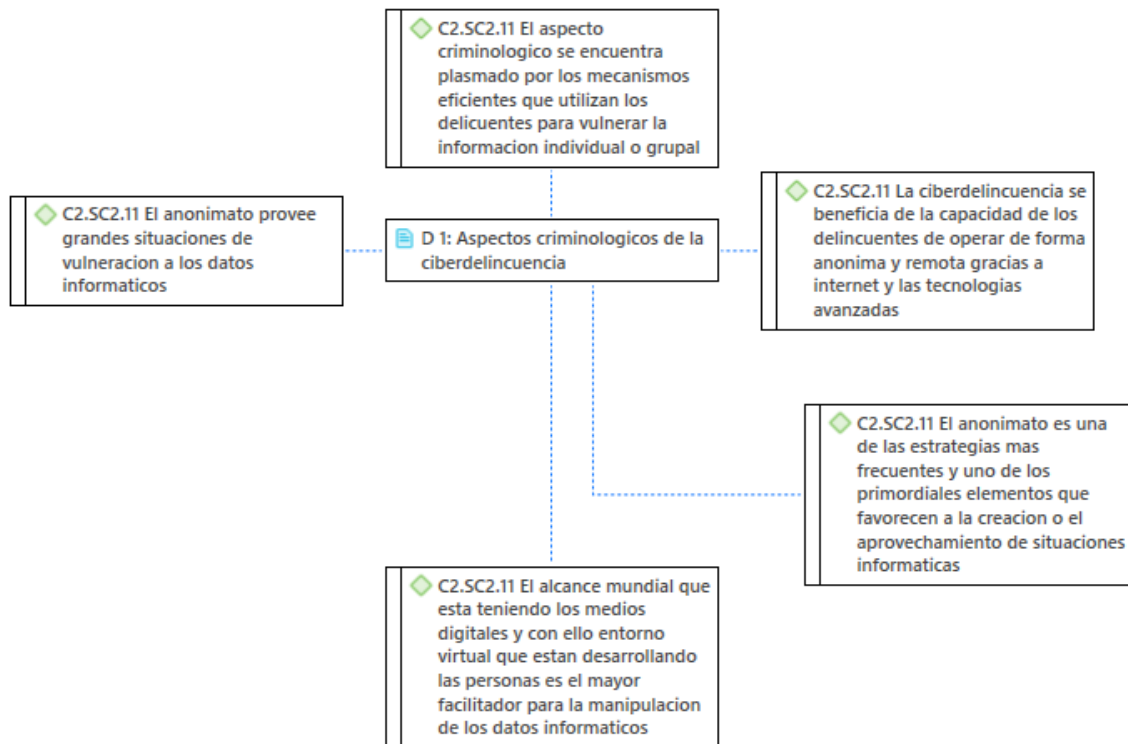 C2.SC2.11 El aspecto
criminologico se encuentra
plasmado por los mecanismos
eficientes que utilizan los
delicuentes para vulnerar la
informacion individual o grupal
C2.SC2.11 El anonimato provee
grandes situaciones de
vulneracion a los datos
informaticos
D 1: Aspectos criminologicos de la
ciberdelincuencia
C2.SC2.11 La ciberdelincuencia se
beneficia de la capacidad de los
delincuentes de operar de forma
anonima y remota gracias a
internet y las tecnologias
avanzadas
C2.SC2.11 El anonimato es una
de las estrategias mas
frecuentes y uno de los
primordiales elementos que
favorecen a la creacion o el
aprovechamiento de situaciones
informaticas
C2.SC2.11 El alcance mundial que
esta teniendo los medios
digitales y con ello entorno
virtual que estan desarrollando
las personas es el mayor
facilitador para la manipulacion
de los datos informaticos